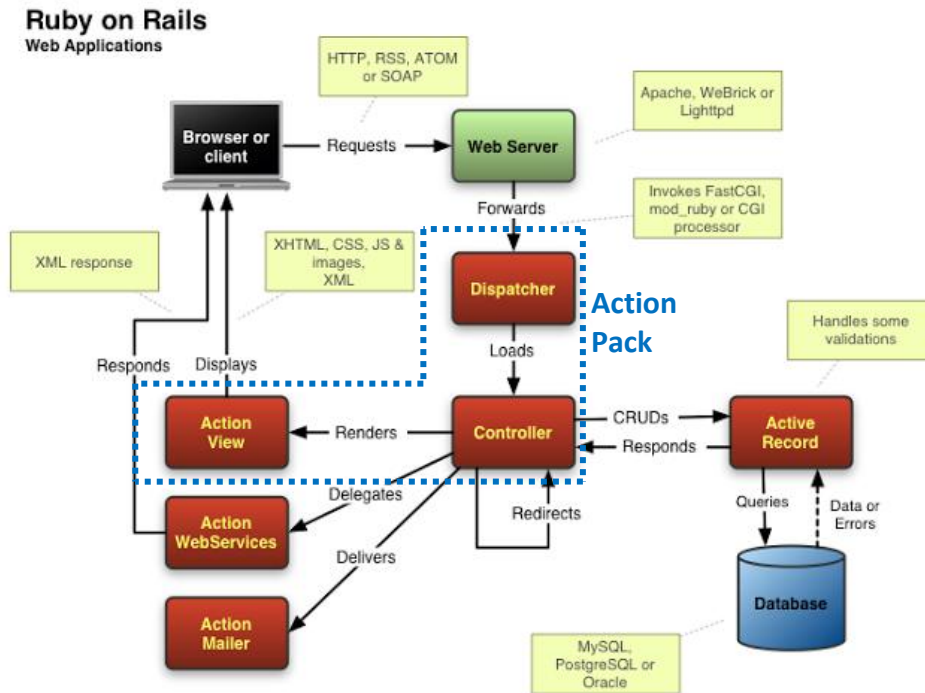 Ruby on Rails
Web Applications
HTTP, RSS, ATOM
or SOAP
Apache, WeBrick or
Lighttpd
Browser or
client
Requests
Web Server
Forwards
Invokes FastCGI,
mod_ruby or CGI
processor
XML response
XHTML, CSS, JS &
images,
XML
Dispatcher
Action
Pack
Handles some
validations
Responds
Displays
Loads
Action
View
Renders
Controller
CRUDs
Responds
Active
Record
Delegates
Redirects
Queries
Data or
Errors
Action
WebServices
Delivers
Action
Mailer
Database
MySQL,
PostgreSQL or
Oracle